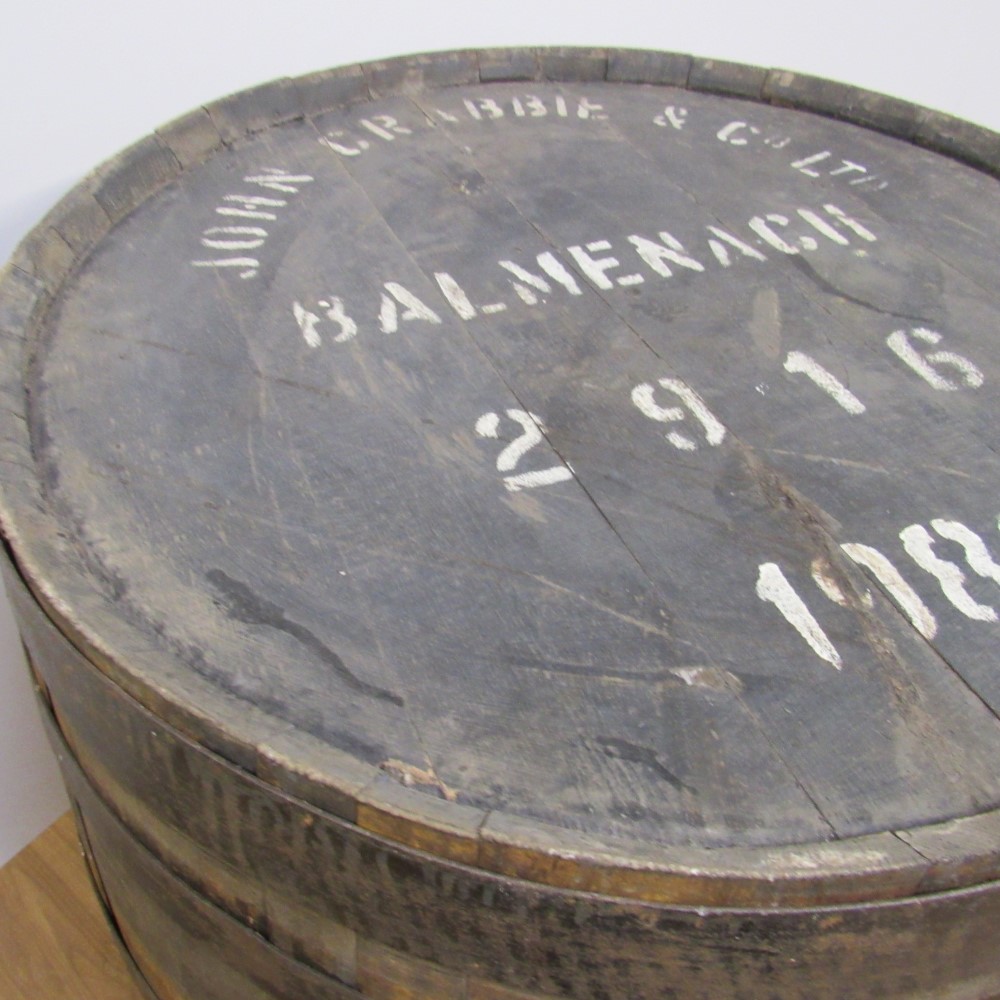 JOHN CRABBIE & Co LTD
BALMENACH
2916